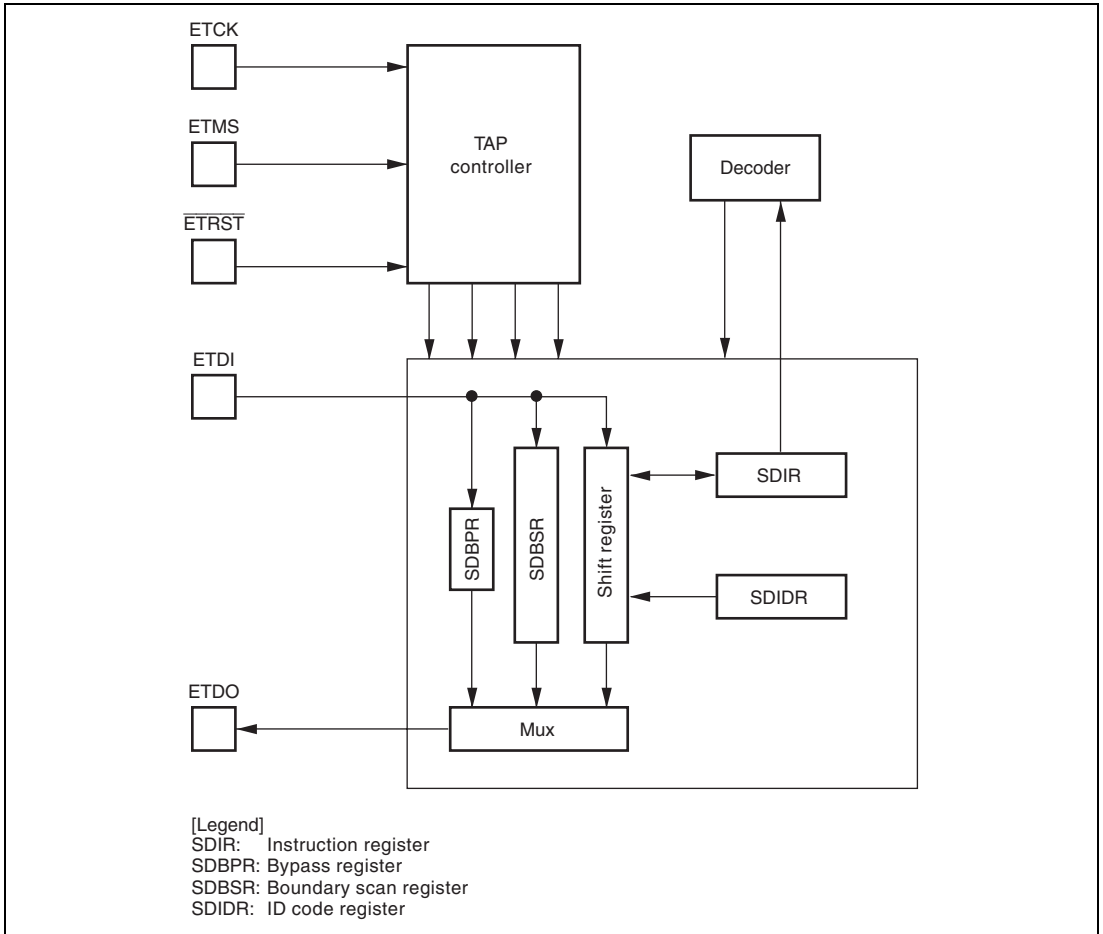 ETCK
ETMS
TAP
controller
Decoder
ETRST
ETDI
SDBPR
SDBSR
Shift register
SDIR
SDIDR
ETDO
Mux
[Legend]
SDIR: Instruction register
SDBPR: Bypass register
SDBSR: Boundary scan register
SDIDR: ID code register